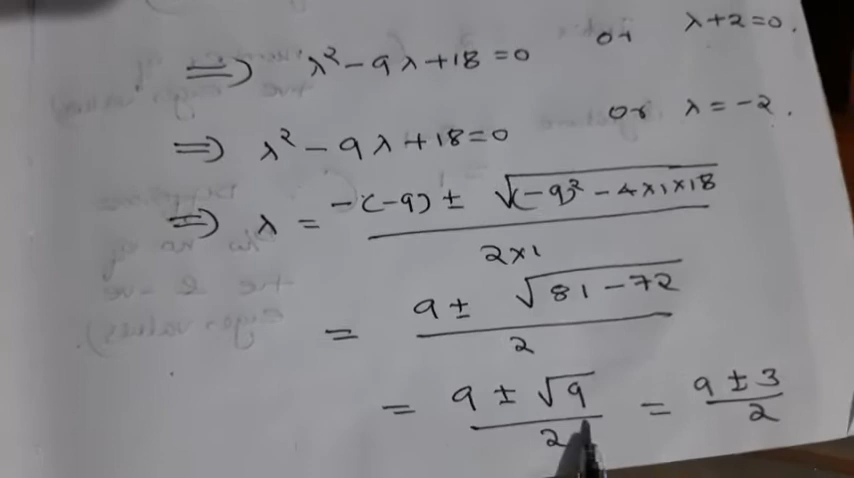 ⇒ λ² - 9λ + 18 = 0 or λ + 2 = 0.
⇒ λ² - 9λ + 18 = 0 or λ = -2.
⇒ λ = (-(-9) ± √((-9)² - 4×1×18)) / (2×1)
= (9 ± √(81 - 72)) / 2
= (9 ± √9) / 2 = (9 ± 3) / 2